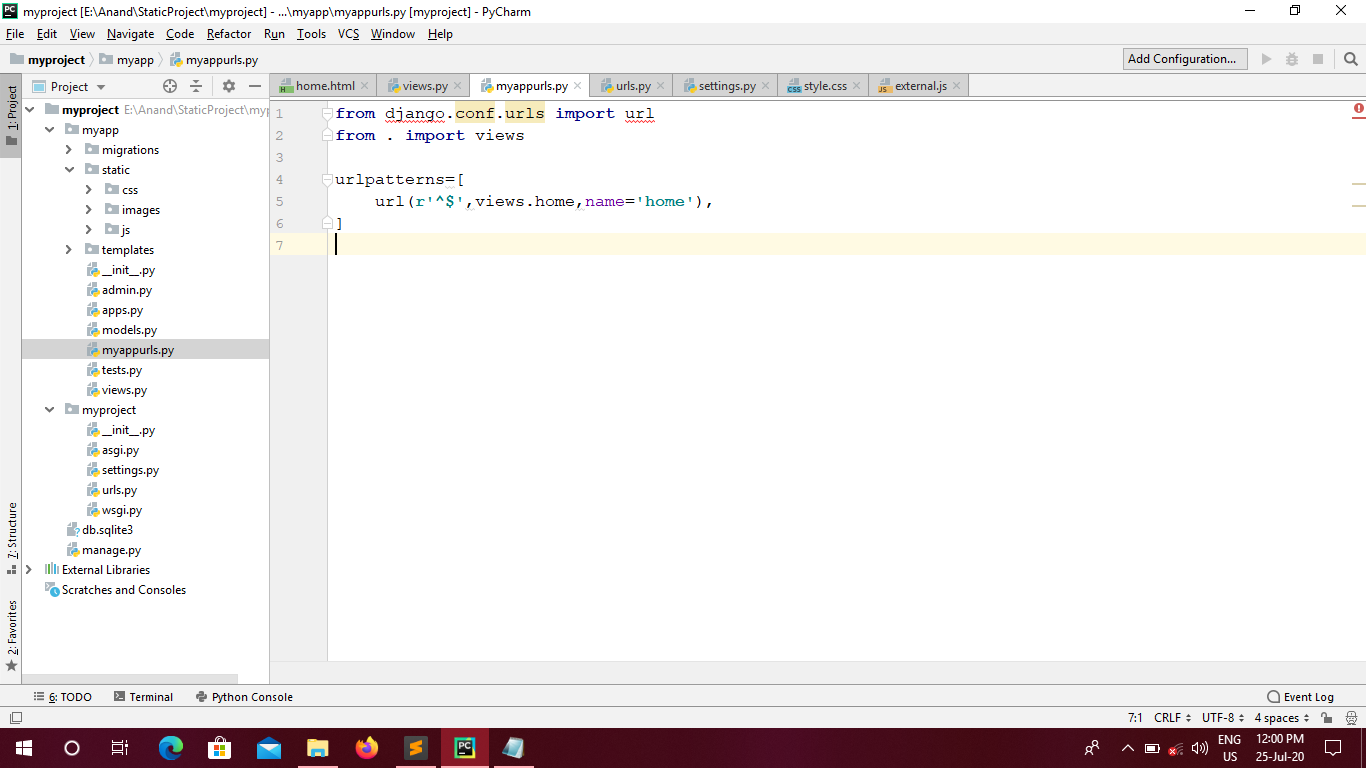 myproject [E:\Anand\StaticProject\myproject] - ...\myapp\myappurls.py [myproject] - PyCharm
File Edit View Navigate Code Refactor Run Tools VCS Window Help
myproject myapp myappurls.py Add Configuration...
1: Project
Project
home.html views.py myappurls.py urls.py settings.py style.css external.js
myproject E:\Anand\StaticProject\my
myapp
migrations
static
css
images
js
templates
__init__.py
admin.py
apps.py
models.py
myappurls.py
tests.py
views.py
myproject
__init__.py
asgi.py
settings.py
urls.py
wsgi.py
db.sqlite3
manage.py
External Libraries
Scratches and Consoles
1 from django.conf.urls import url
2 from . import views
3
4 urlpatterns=[
5 url(r'^$',views.home,name='home'),
6 ]
7
7: Structure
2: Favorites
6: TODO Terminal Python Console Event Log
7:1 CRLF UTF-8 4 spaces
ENG
US
12:00 PM
25-Jul-20